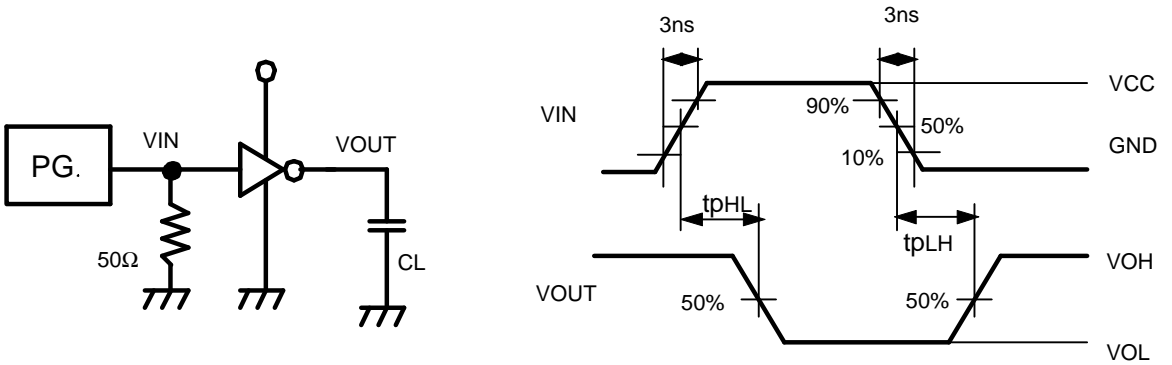 PG.
VIN
VOUT
50Ω
CL
3ns
3ns
VIN
VCC
90%
50%
10%
GND
tpHL
tpLH
VOUT
50%
50%
VOH
VOL